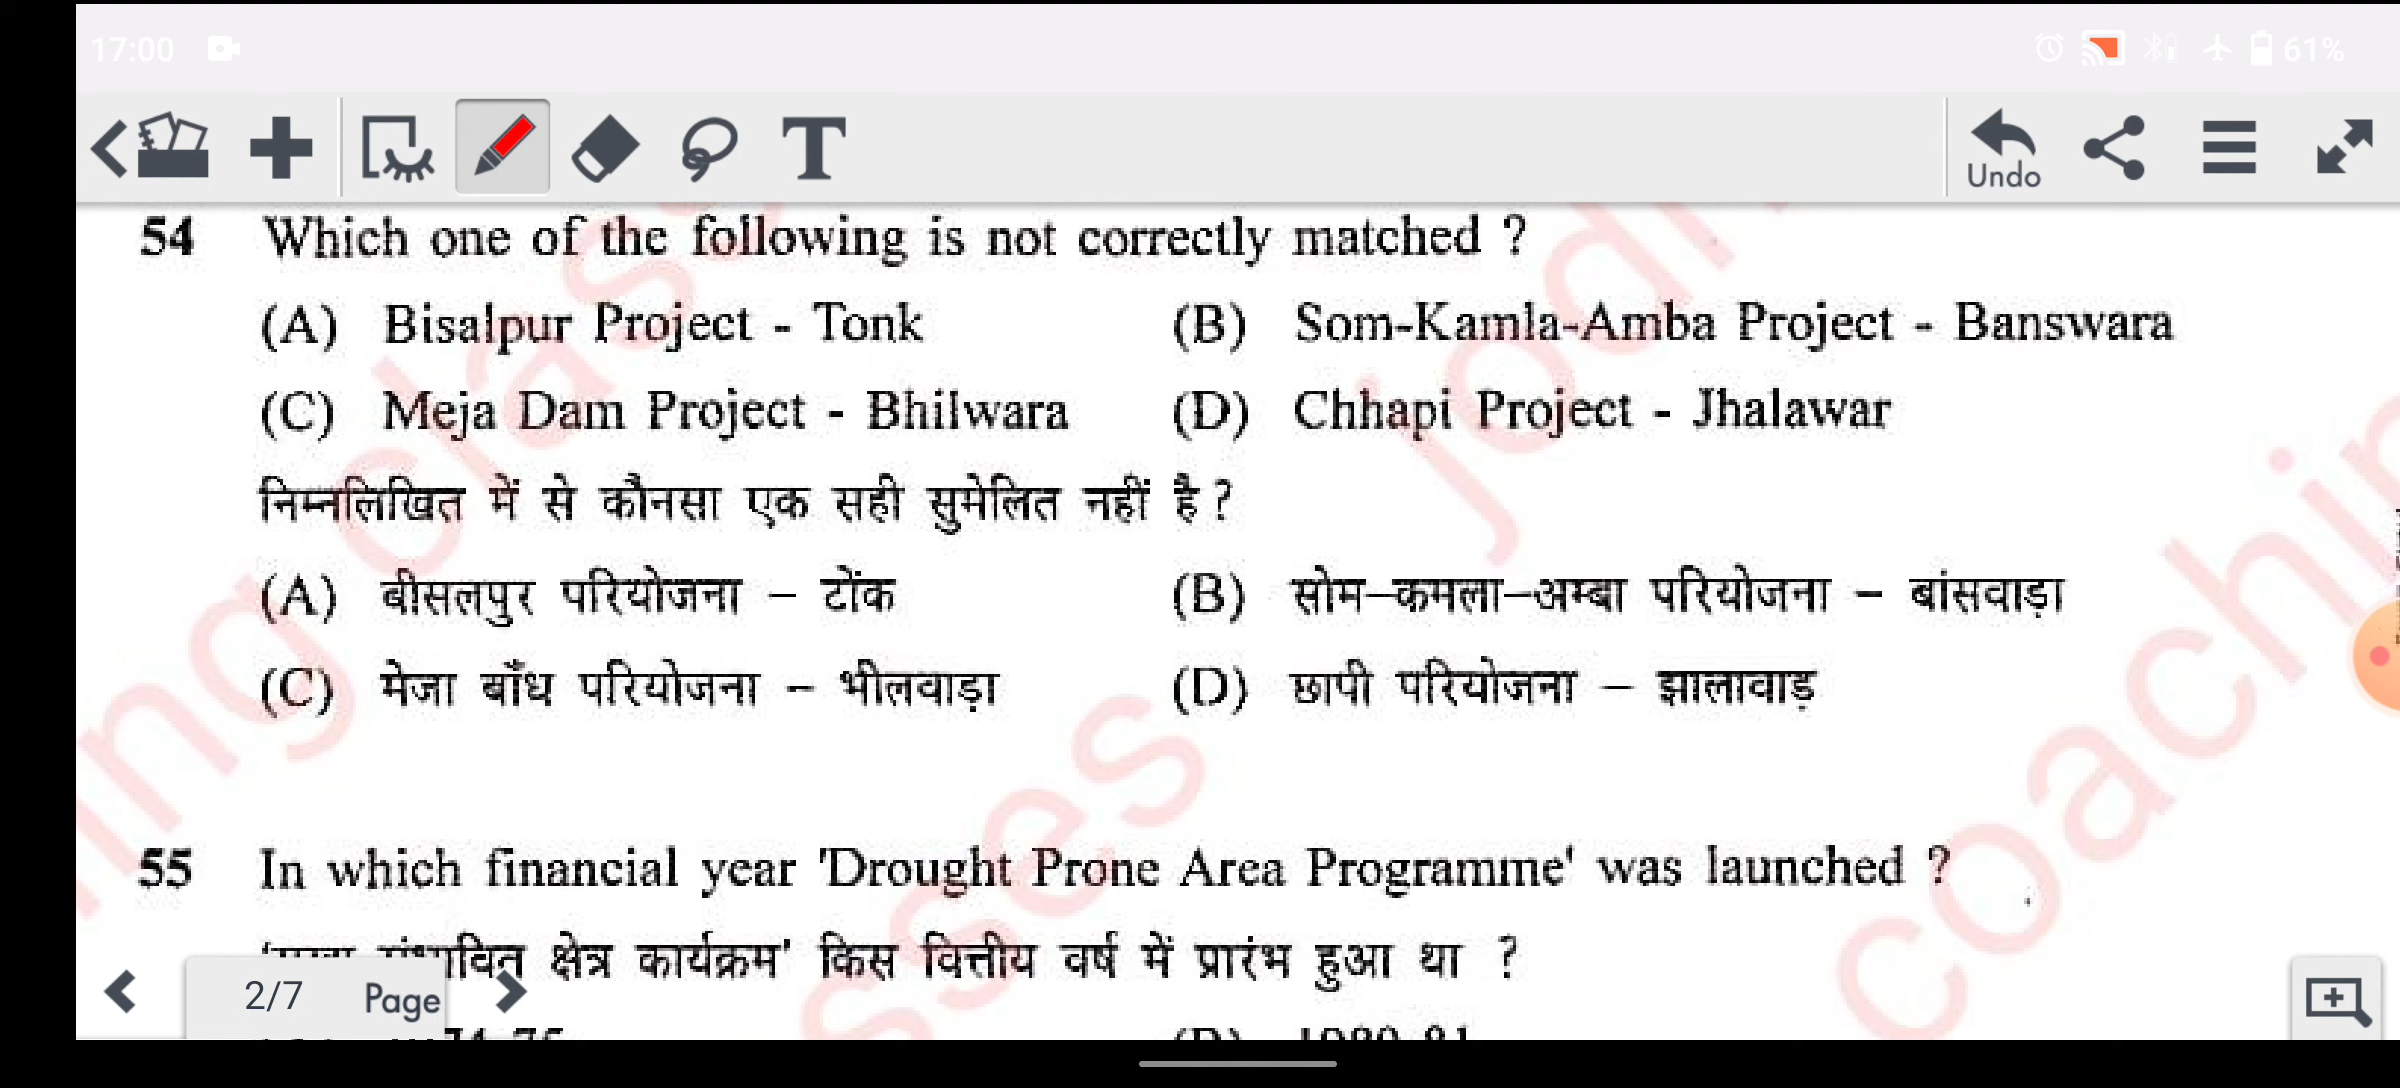 17:00 61%
T Undo
54 Which one of the following is not correctly matched ?
(A) Bisalpur Project - Tonk (B) Som-Kamla-Amba Project - Banswara
(C) Meja Dam Project - Bhilwara (D) Chhapi Project - Jhalawar
निम्नलिखित में से कौनसा एक सही सुमेलित नहीं है ?
(A) बीसलपुर परियोजना – टोंक (B) सोम–कमला–अम्बा परियोजना – बांसवाड़ा
(C) मेजा बाँध परियोजना – भीलवाड़ा (D) छापी परियोजना – झालावाड़
55 In which financial year 'Drought Prone Area Programme' was launched ?
क्षेत्र कार्यक्रम' किस वित्तीय वर्ष में प्रारंभ हुआ था ?
2/7 Page